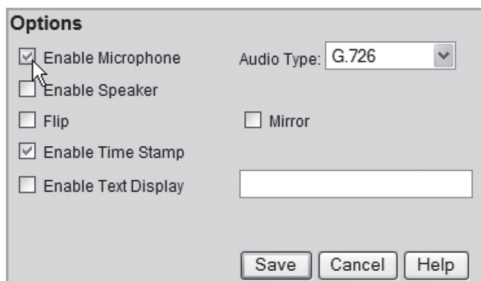 Options
Enable Microphone Audio Type: G.726
Enable Speaker
Flip Mirror
Enable Time Stamp
Enable Text Display
Save Cancel Help